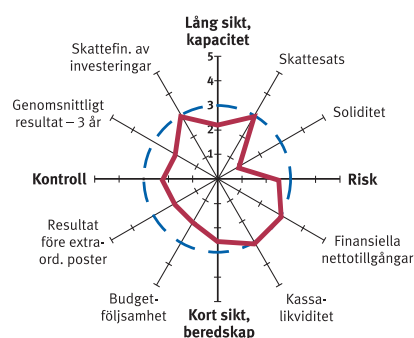 Lång sikt,
kapacitet
Skattefin. av
investeringar
Skattesats
Genomsnittligt
resultat – 3 år
Soliditet
5
4
3
2
1
Kontroll
Risk
Resultat
före extra-
ord. poster
Finansiella
nettotillgångar
Budget-
följsamhet
Kassa-
likviditet
Kort sikt,
beredskap